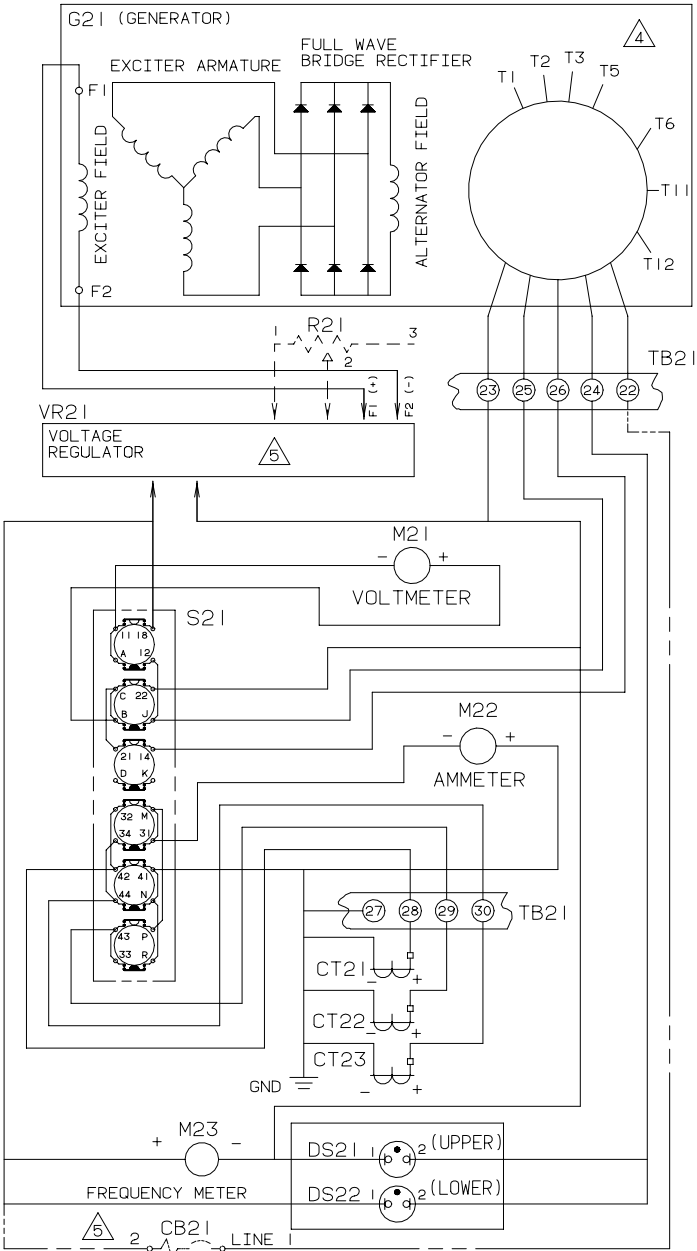 G21 (GENERATOR)
4
FULL WAVE
BRIDGE RECTIFIER
EXCITER ARMATURE
T1
T2
T3
T5
T6
T11
T12
F1
EXCITER FIELD
ALTERNATOR FIELD
F2
1
R21
3
2
F1 (+)
F2 (-)
TB21
23
25
26
24
22
VR21
VOLTAGE
REGULATOR
5
M21
-
+
VOLTMETER
S21
11 18
A 12
C 22
B J
21 14
D K
32 M
34 31
42 41
44 N
43 P
33 R
M22
-
+
AMMETER
27
28
29
30
TB21
CT21
-
+
CT22
-
+
CT23
-
+
GND
M23
+
-
FREQUENCY METER
DS21
1
2
(UPPER)
DS22
1
2
(LOWER)
5
2
CB21
LINE
1